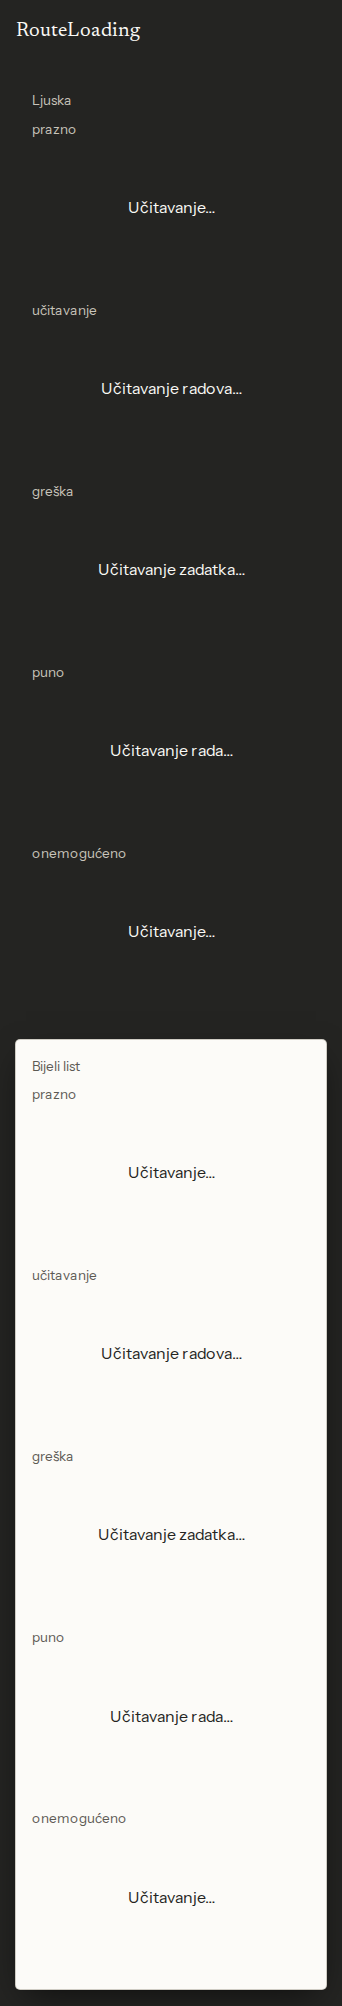 RouteLoading
Ljuska
prazno
Učitavanje...
učitavanje
Učitavanje radova...
greška
Učitavanje zadatka...
puno
Učitavanje rada...
onemogućeno
Učitavanje...
Bijeli list
prazno
Učitavanje...
učitavanje
Učitavanje radova...
greška
Učitavanje zadatka...
puno
Učitavanje rada...
onemogućeno
Učitavanje...